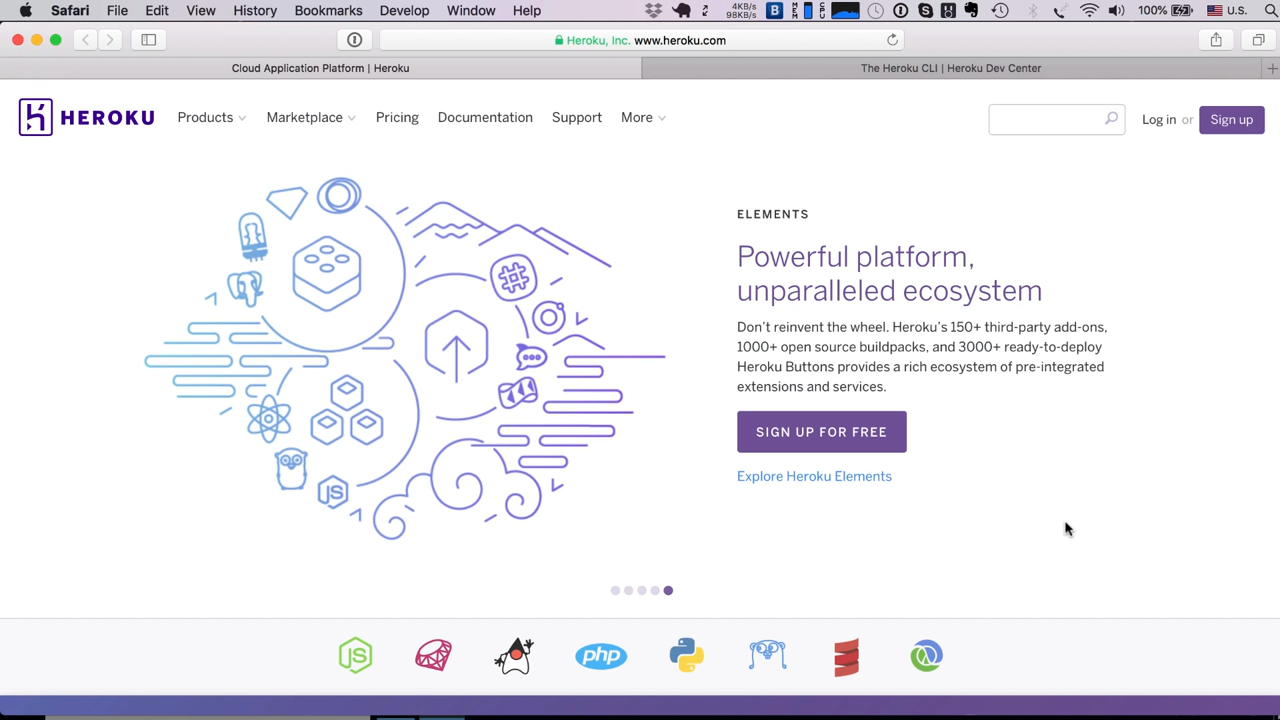 Safari File Edit View History Bookmarks Develop Window Help
4KB/s
98KB/s
B
100%
U.S.
Heroku, Inc. www.heroku.com
Cloud Application Platform | Heroku
The Heroku CLI | Heroku Dev Center
HEROKU
Products
Marketplace
Pricing
Documentation
Support
More
Log in or Sign up
ELEMENTS
Powerful platform,
unparalleled ecosystem
Don't reinvent the wheel. Heroku's 150+ third-party add-ons,
1000+ open source buildpacks, and 3000+ ready-to-deploy
Heroku Buttons provides a rich ecosystem of pre-integrated
extensions and services.
SIGN UP FOR FREE
Explore Heroku Elements
JS
JS
php